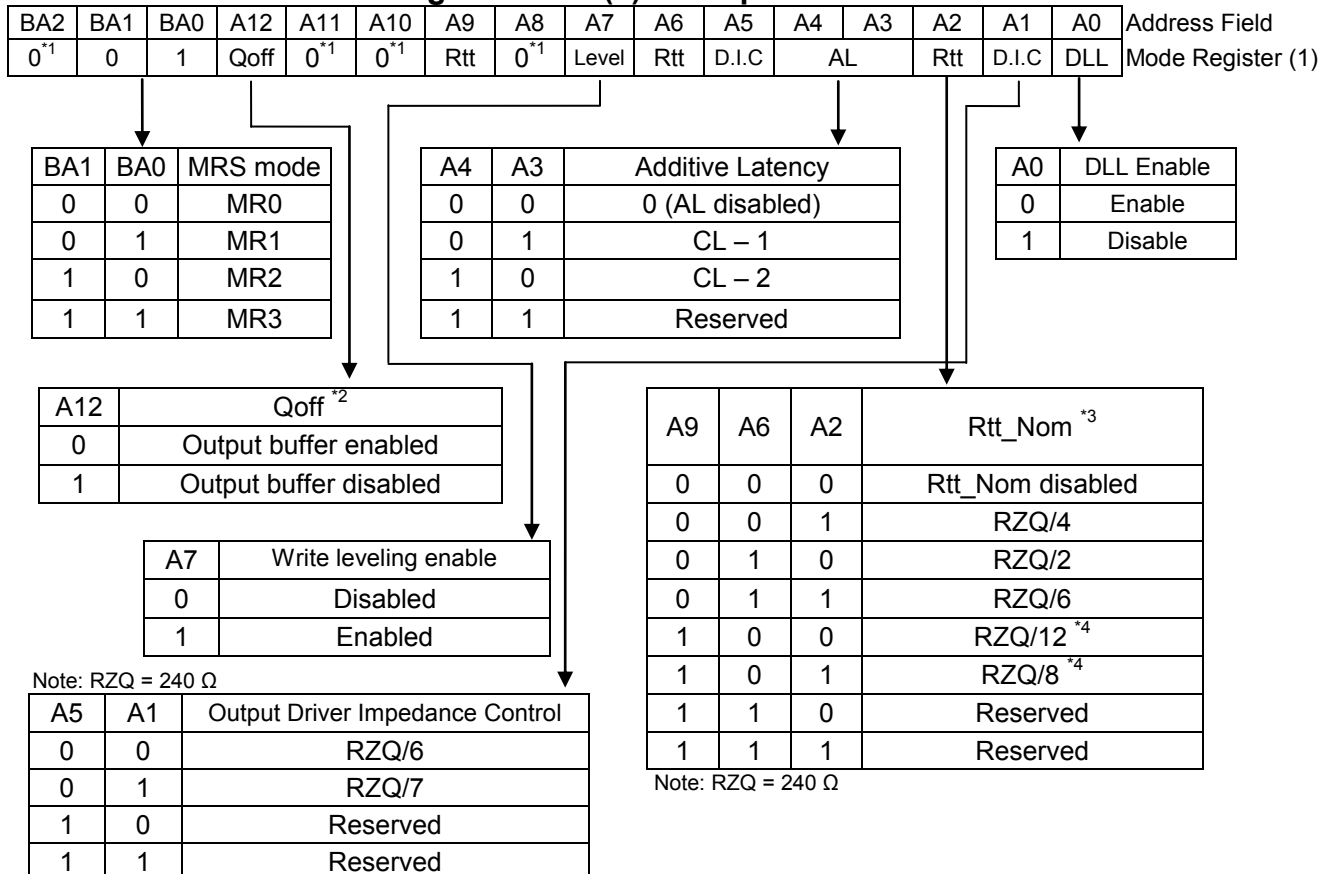 BA2 BA1 BA0 A12 A11 A10 A9 A8 A7 A6 A5 A4 A3 A2 A1 A0 Address Field
0*1 0 1 Qoff 0*1 0*1 Rtt 0*1 Level Rtt D.I.C AL Rtt D.I.C DLL Mode Register (1)
BA1 BA0 MRS mode
0 0 MR0
0 1 MR1
1 0 MR2
1 1 MR3
A4 A3 Additive Latency
0 0 0 (AL disabled)
0 1 CL – 1
1 0 CL – 2
1 1 Reserved
A0 DLL Enable
0 Enable
1 Disable
A12 Qoff *2
0 Output buffer enabled
1 Output buffer disabled
A7 Write leveling enable
0 Disabled
1 Enabled
Note: RZQ = 240 Ω
A5 A1 Output Driver Impedance Control
0 0 RZQ/6
0 1 RZQ/7
1 0 Reserved
1 1 Reserved
A9 A6 A2 Rtt_Nom *3
0 0 0 Rtt_Nom disabled
0 0 1 RZQ/4
0 1 0 RZQ/2
0 1 1 RZQ/6
1 0 0 RZQ/12 *4
1 0 1 RZQ/8 *4
1 1 0 Reserved
1 1 1 Reserved
Note: RZQ = 240 Ω